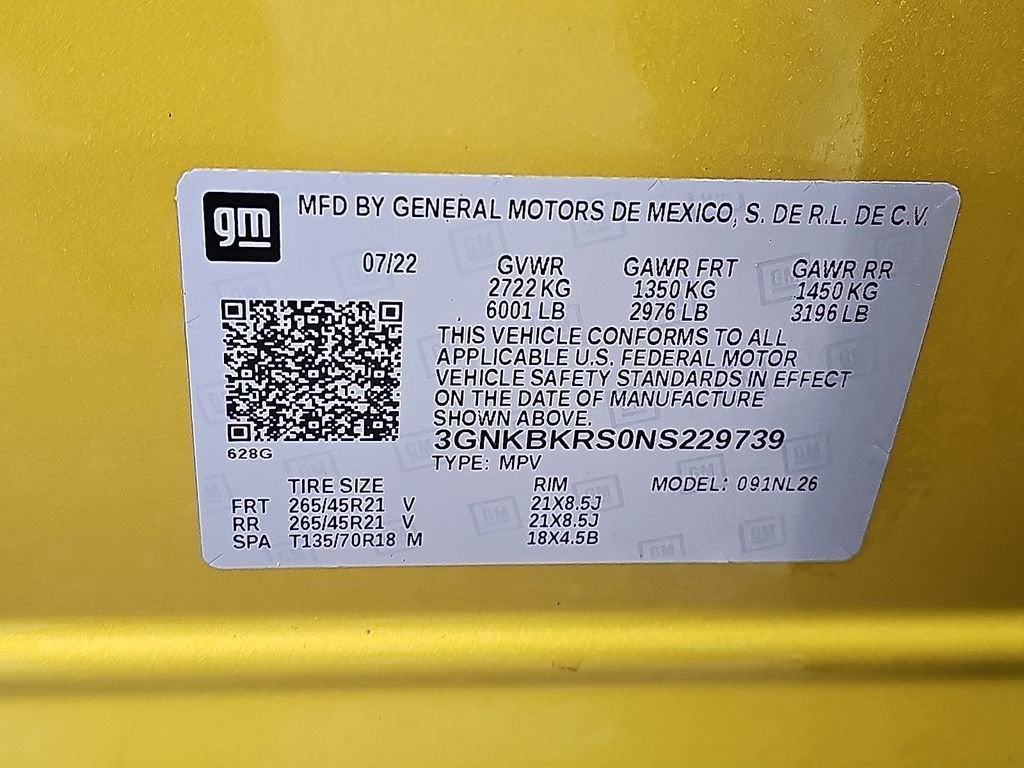 gm
MFD BY GENERAL MOTORS DE MEXICO, S. DE R.L. DE C.V.
07/22 GVWR GAWR FRT GAWR RR
2722 KG 1350 KG 1450 KG
6001 LB 2976 LB 3196 LB
THIS VEHICLE CONFORMS TO ALL
APPLICABLE U.S. FEDERAL MOTOR
VEHICLE SAFETY STANDARDS IN EFFECT
ON THE DATE OF MANUFACTURE
SHOWN ABOVE.
3GNKBKRS0NS229739
628G
TYPE: MPV
TIRE SIZE RIM MODEL: 091NL26
FRT 265/45R21 V 21X8.5J
RR 265/45R21 V 21X8.5J
SPA T135/70R18 M 18X4.5B